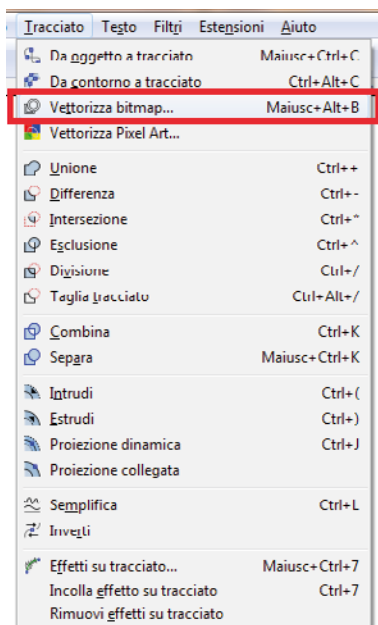 Tracciato Testo Filtri Estensioni Aiuto
Da oggetto a tracciato Maiusc+Ctrl+C
Da contorno a tracciato Ctrl+Alt+C
Vettorizza bitmap... Maiusc+Alt+B
Vettorizza Pixel Art...
Unione Ctrl++
Differenza Ctrl+-
Intersezione Ctrl+*
Esclusione Ctrl+^
Divisione Ctrl+/
Taglia tracciato Ctrl+Alt+/
Combina Ctrl+K
Separa Maiusc+Ctrl+K
Intrudi Ctrl+(
Estrudi Ctrl+)
Proiezione dinamica Ctrl+J
Proiezione collegata
Semplifica Ctrl+L
Inverti
Effetti su tracciato... Maiusc+Ctrl+7
Incolla effetto su tracciato Ctrl+7
Rimuovi effetti su tracciato